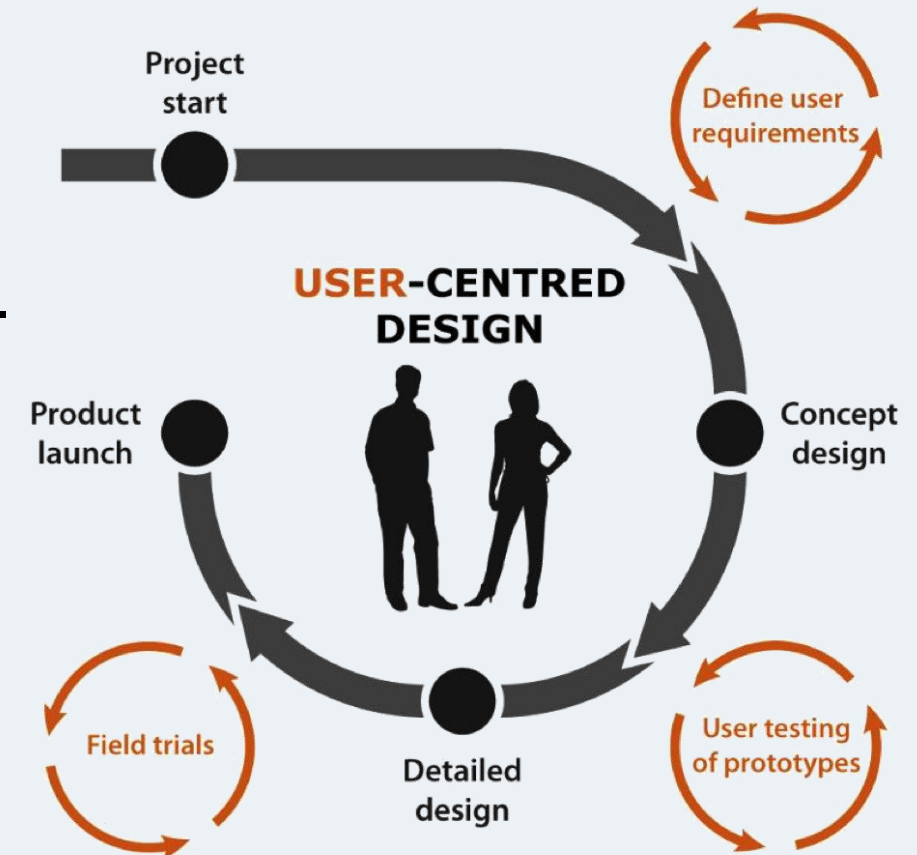 Project
start
Define user
requirements
USER-CENTRED
DESIGN
Product
launch
Concept
design
Field trials
Detailed
design
User testing
of prototypes